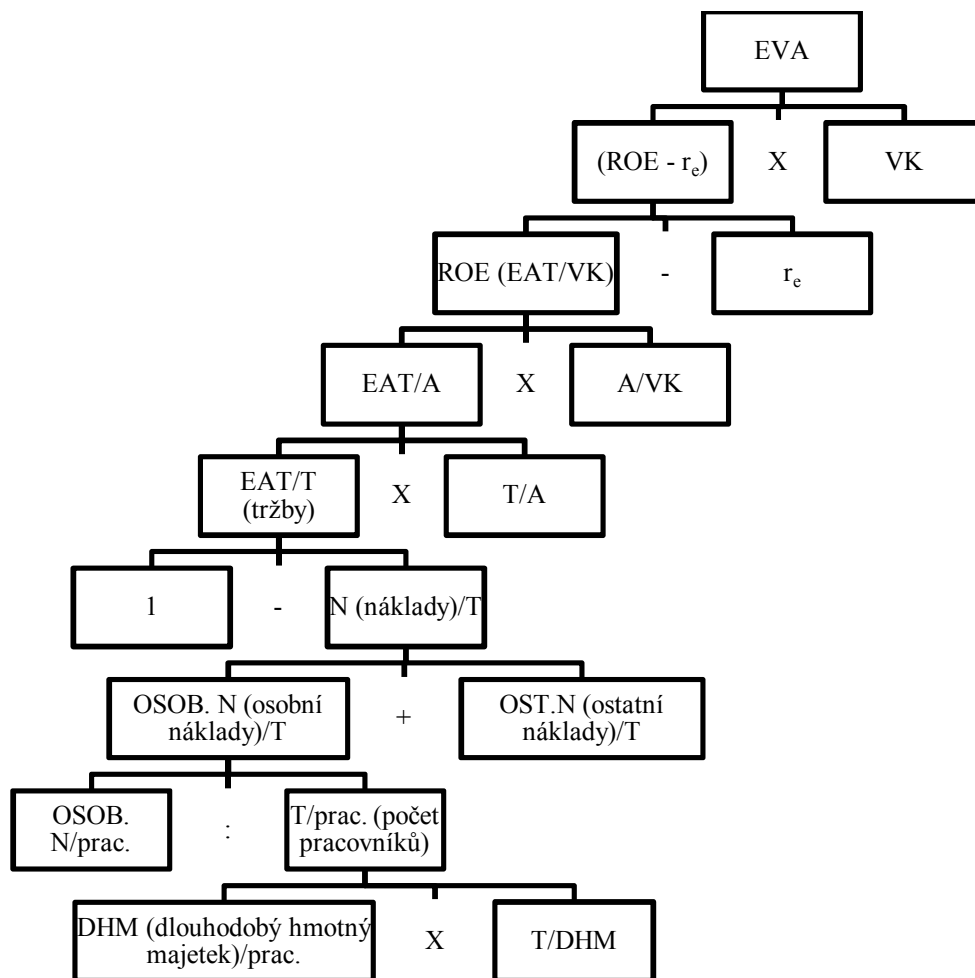 EVA
(ROE - rₑ)
X
VK
ROE (EAT/VK)
-
rₑ
EAT/A
X
A/VK
EAT/T
(tržby)
X
T/A
1
-
N (náklady)/T
OSOB. N (osobní
náklady)/T
+
OST.N (ostatní
náklady)/T
OSOB.
N/prac.
:
T/prac. (počet
pracovníků)
DHM (dlouhodobý hmotný
majetek)/prac.
X
T/DHM